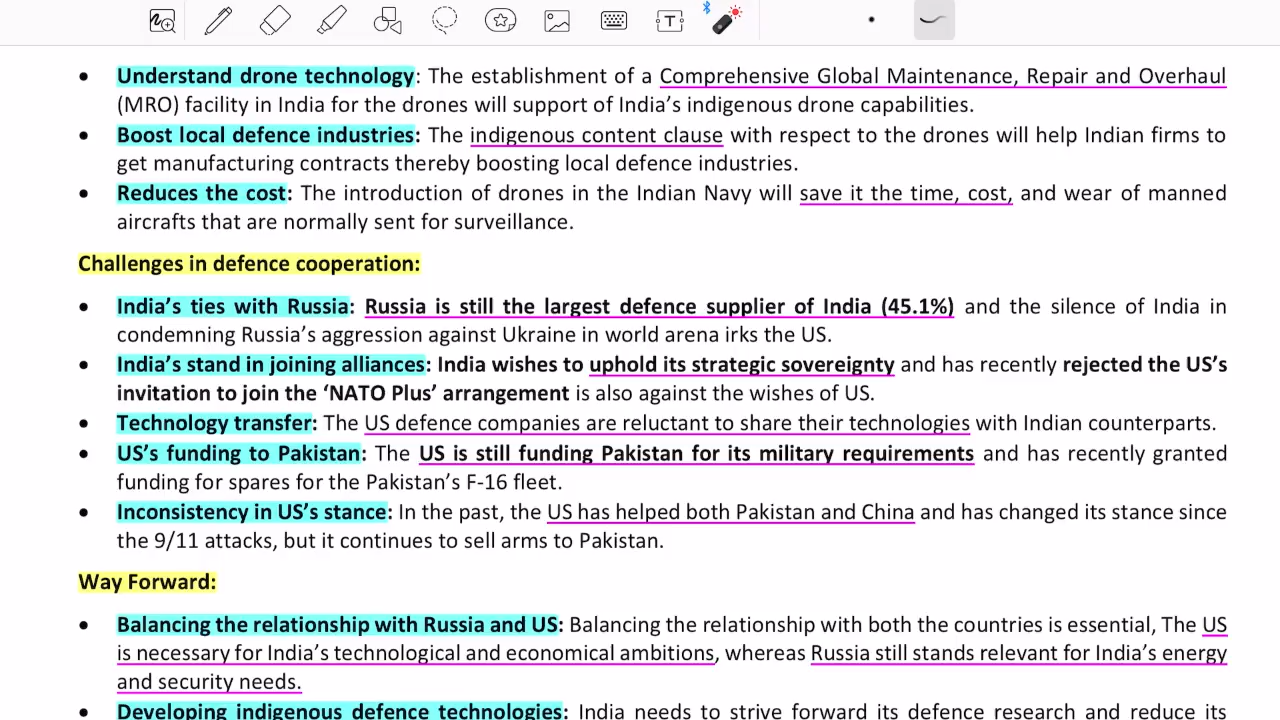 T
• Understand drone technology: The establishment of a Comprehensive Global Maintenance, Repair and Overhaul
(MRO) facility in India for the drones will support of India's indigenous drone capabilities.
• Boost local defence industries: The indigenous content clause with respect to the drones will help Indian firms to
get manufacturing contracts thereby boosting local defence industries.
• Reduces the cost: The introduction of drones in the Indian Navy will save it the time, cost, and wear of manned
aircrafts that are normally sent for surveillance.
Challenges in defence cooperation:
• India's ties with Russia: Russia is still the largest defence supplier of India (45.1%) and the silence of India in
condemning Russia's aggression against Ukraine in world arena irks the US.
• India's stand in joining alliances: India wishes to uphold its strategic sovereignty and has recently rejected the US's
invitation to join the ‘NATO Plus’ arrangement is also against the wishes of US.
• Technology transfer: The US defence companies are reluctant to share their technologies with Indian counterparts.
• US's funding to Pakistan: The US is still funding Pakistan for its military requirements and has recently granted
funding for spares for the Pakistan's F-16 fleet.
• Inconsistency in US's stance: In the past, the US has helped both Pakistan and China and has changed its stance since
the 9/11 attacks, but it continues to sell arms to Pakistan.
Way Forward:
• Balancing the relationship with Russia and US: Balancing the relationship with both the countries is essential, The US
is necessary for India's technological and economical ambitions, whereas Russia still stands relevant for India's energy
and security needs.
• Developing indigenous defence technologies: India needs to strive forward its defence research and reduce its